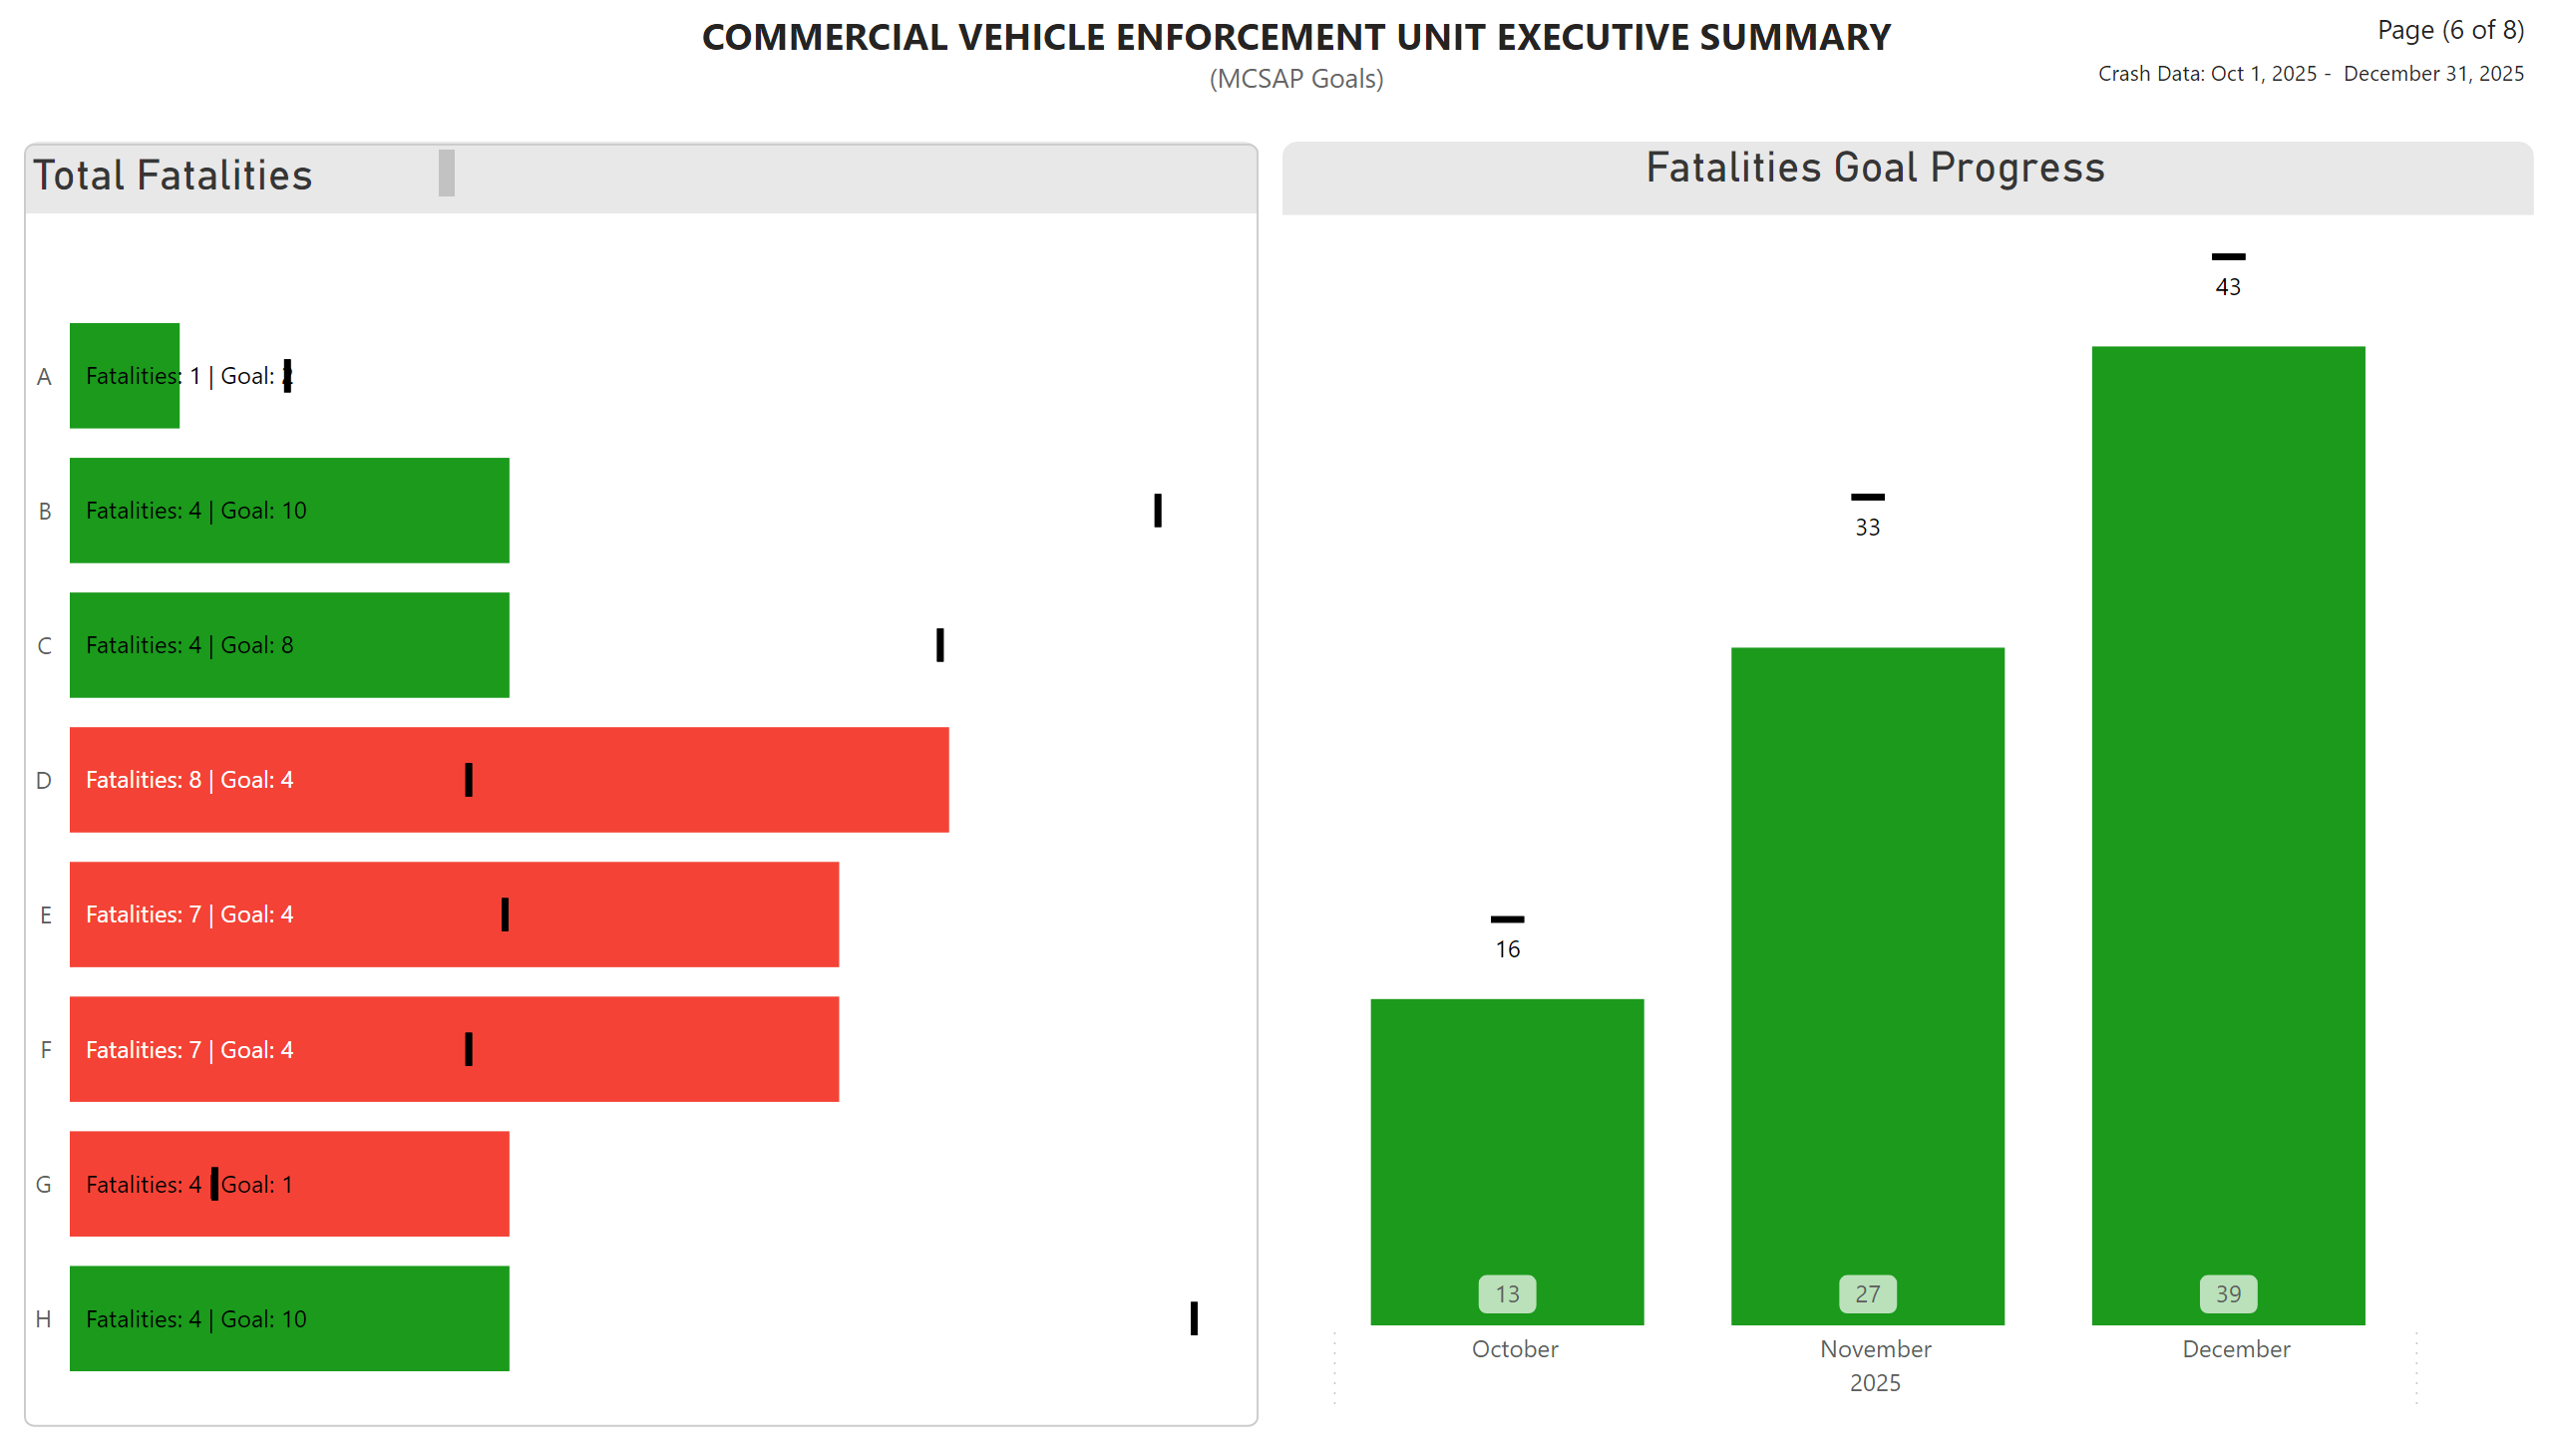 COMMERCIAL VEHICLE ENFORCEMENT UNIT EXECUTIVE SUMMARY
(MCSAP Goals)
Page (6 of 8)
Crash Data: Oct 1, 2025 - December 31, 2025
Total Fatalities
A Fatalities: 1 | Goal: 2
B Fatalities: 4 | Goal: 10
C Fatalities: 4 | Goal: 8
D Fatalities: 8 | Goal: 4
E Fatalities: 7 | Goal: 4
F Fatalities: 7 | Goal: 4
G Fatalities: 4 | Goal: 1
H Fatalities: 4 | Goal: 10
Fatalities Goal Progress
43
33
16
13 27 39
October November December
2025